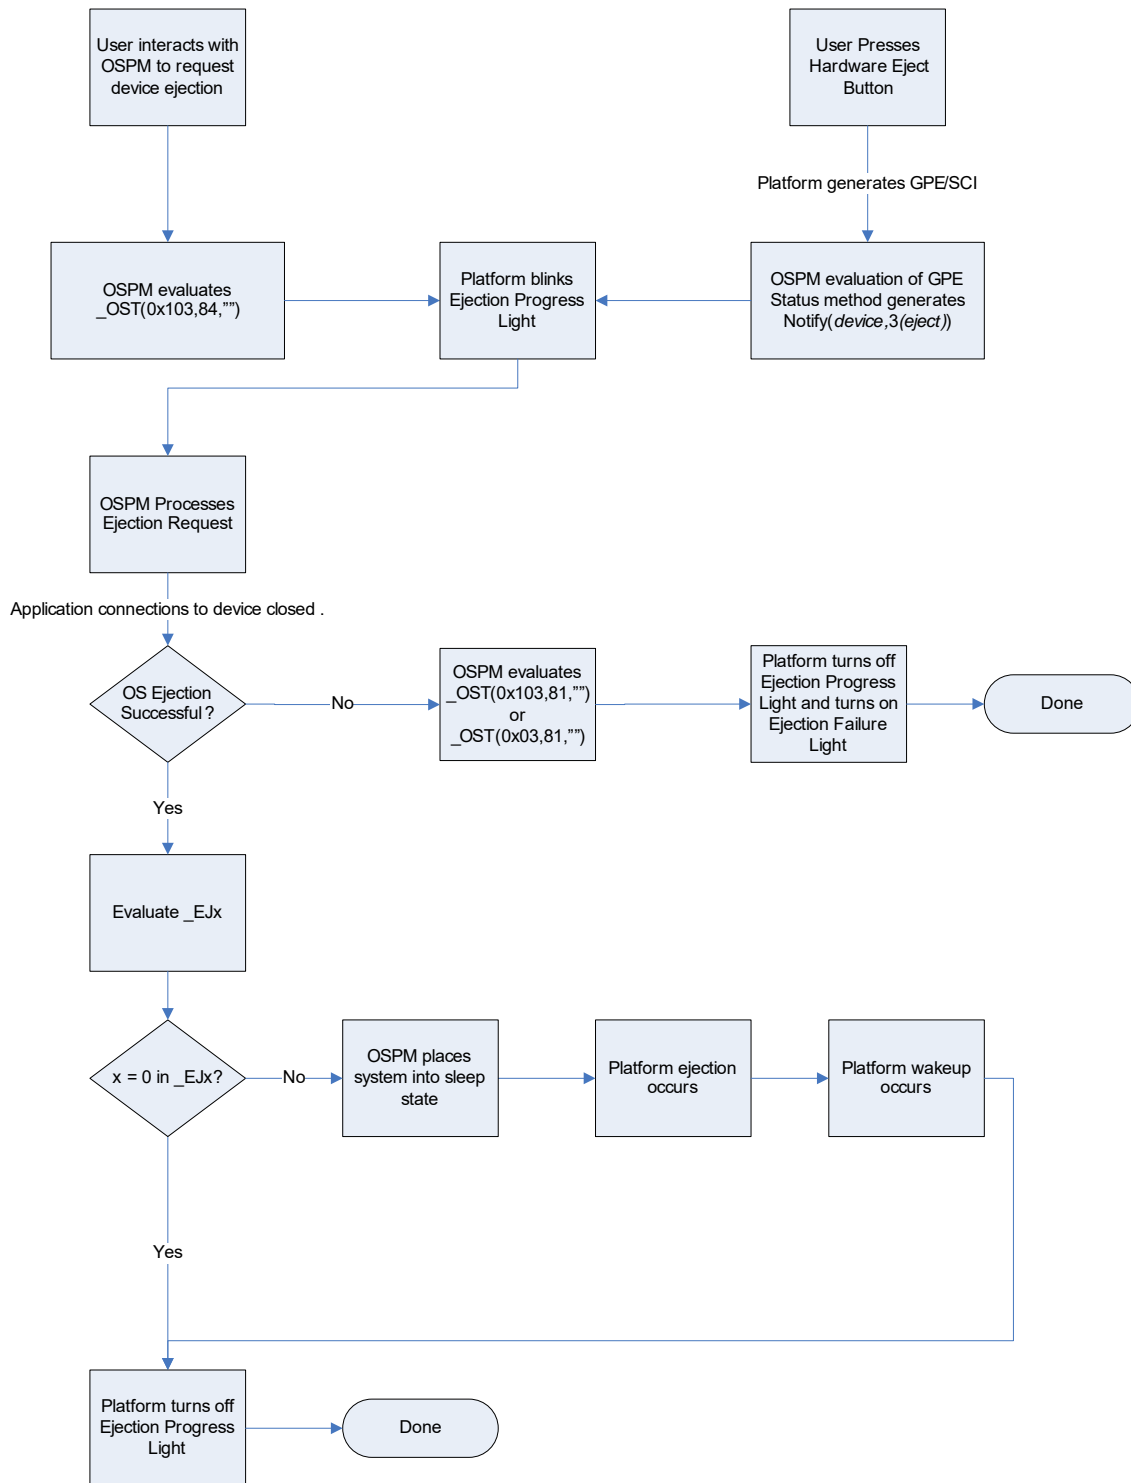 User interacts with
OSPM to request
device ejection
User Presses
Hardware Eject
Button
Platform generates GPE/SCI
OSPM evaluates
_OST(0x103,84,””)
Platform blinks
Ejection Progress
Light
OSPM evaluation of GPE
Status method generates
Notify(device,3(eject))
OSPM Processes
Ejection Request
Application connections to device closed .
OS Ejection
Successful?
No
OSPM evaluates
_OST(0x103,81,””)
or
_OST(0x03,81,””)
Platform turns off
Ejection Progress
Light and turns on
Ejection Failure
Light
Done
Yes
Evaluate _EJx
x = 0 in _EJx?
No
OSPM places
system into sleep
state
Platform ejection
occurs
Platform wakeup
occurs
Yes
Platform turns off
Ejection Progress
Light
Done